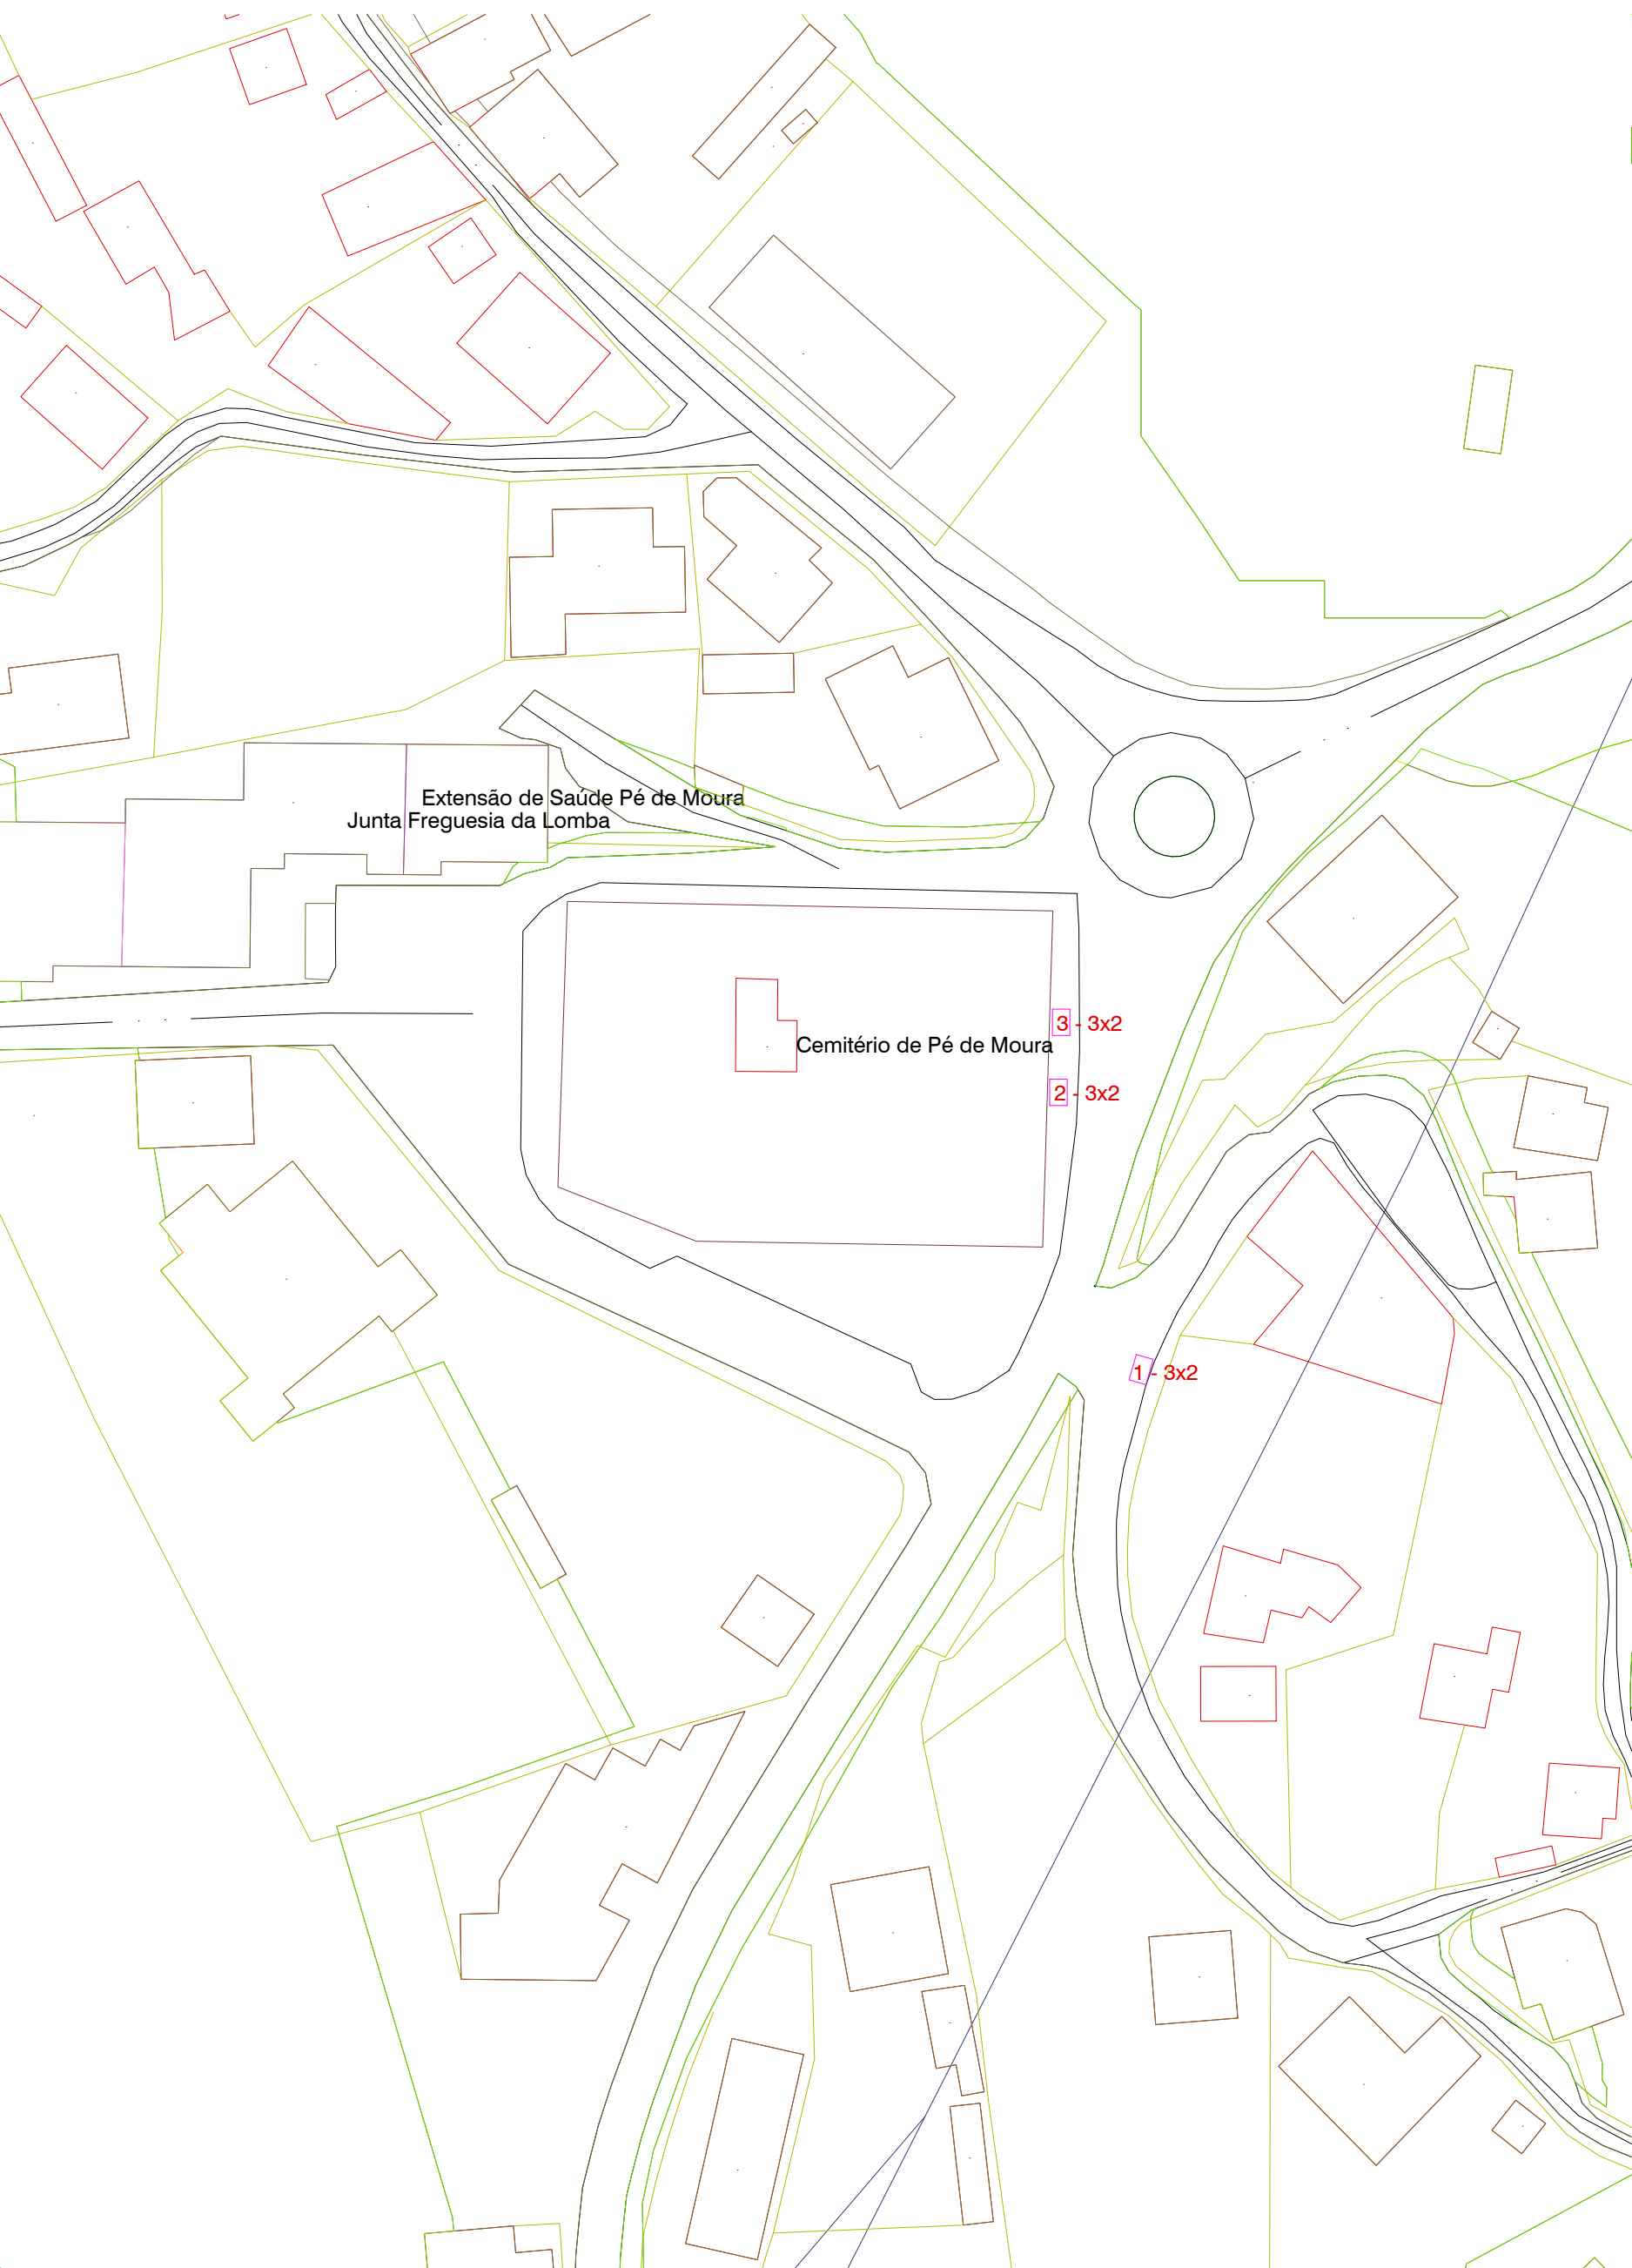 Extensão de Saúde Pé de Moura
Junta Freguesia da Lomba
3 - 3x2
Cemitério de Pé de Moura
2 - 3x2
1 - 3x2